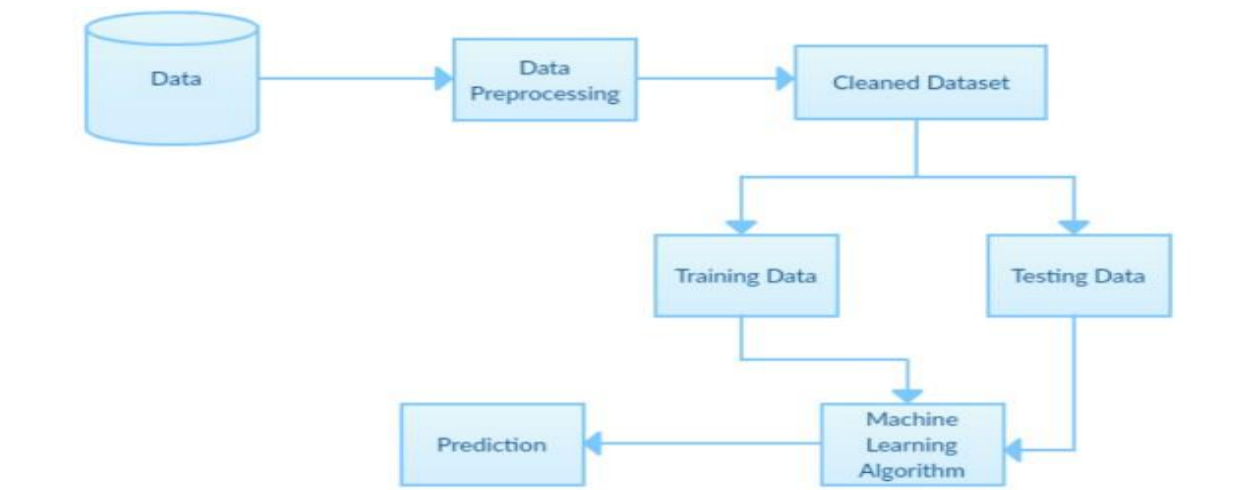 Data
Data
Preprocessing
Cleaned Dataset
Training Data
Testing Data
Prediction
Machine
Learning
Algorithm